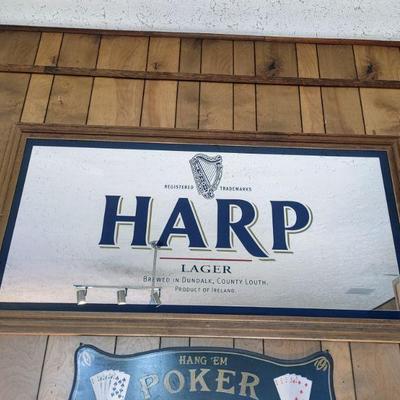 REGISTERED TRADEMARKS
HARP
LAGER
BREWED IN DUNDALK, COUNTY LOUTH.
PRODUCT OF IRELAND.
HANG 'EM
POKER